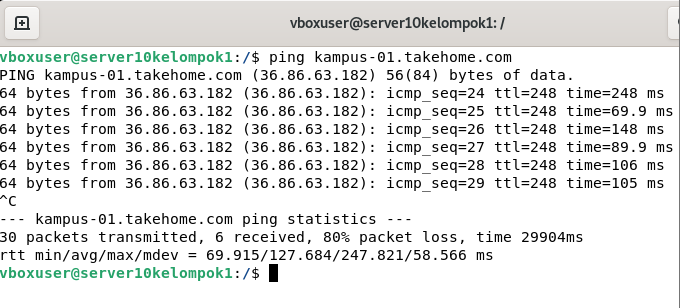 vboxuser@server10kelompok1: /
vboxuser@server10kelompok1:/$ ping kampus-01.takehome.com
PING kampus-01.takehome.com (36.86.63.182) 56(84) bytes of data.
64 bytes from 36.86.63.182 (36.86.63.182): icmp_seq=24 ttl=248 time=248 ms
64 bytes from 36.86.63.182 (36.86.63.182): icmp_seq=25 ttl=248 time=69.9 ms
64 bytes from 36.86.63.182 (36.86.63.182): icmp_seq=26 ttl=248 time=148 ms
64 bytes from 36.86.63.182 (36.86.63.182): icmp_seq=27 ttl=248 time=89.9 ms
64 bytes from 36.86.63.182 (36.86.63.182): icmp_seq=28 ttl=248 time=106 ms
64 bytes from 36.86.63.182 (36.86.63.182): icmp_seq=29 ttl=248 time=105 ms
^C
--- kampus-01.takehome.com ping statistics ---
30 packets transmitted, 6 received, 80% packet loss, time 29904ms
rtt min/avg/max/mdev = 69.915/127.684/247.821/58.566 ms
vboxuser@server10kelompok1:/$